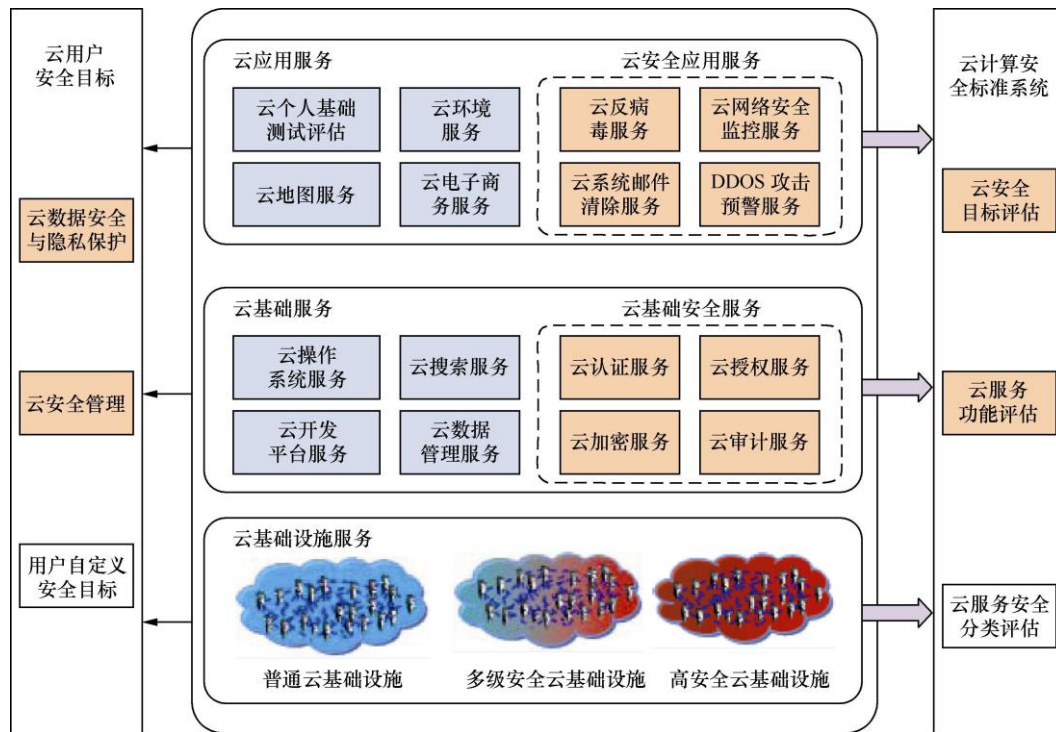 云用户
安全目标
云数据安全
与隐私保护
云安全管理
用户自定义
安全目标
云应用服务
云个人基础
测试评估
云环境
服务
云地图服务
云电子商
务服务
云安全应用服务
云反病
毒服务
云网络安全
监控服务
云系统邮件
清除服务
DDOS 攻击
预警服务
云基础服务
云操作
系统服务
云搜索服务
云开发
平台服务
云数据
管理服务
云基础安全服务
云认证服务
云授权服务
云加密服务
云审计服务
云基础设施服务
普通云基础设施
多级安全云基础设施
高安全云基础设施
云计算安
全标准系统
云安全
目标评估
云服务
功能评估
云服务安全
分类评估